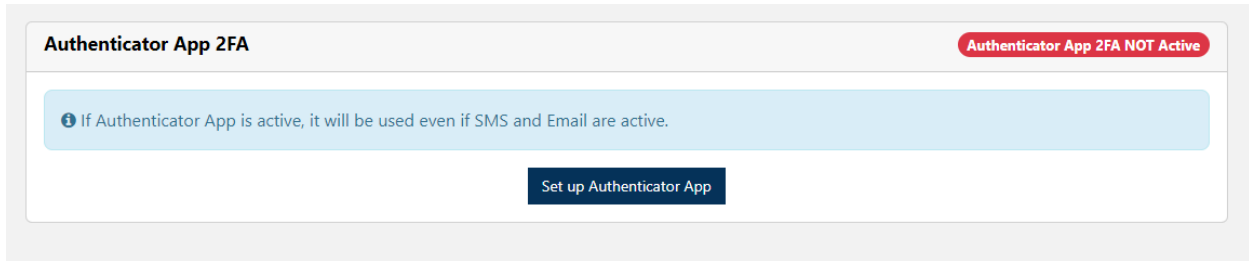 Authenticator App 2FA
Authenticator App 2FA NOT Active
If Authenticator App is active, it will be used even if SMS and Email are active.
Set up Authenticator App